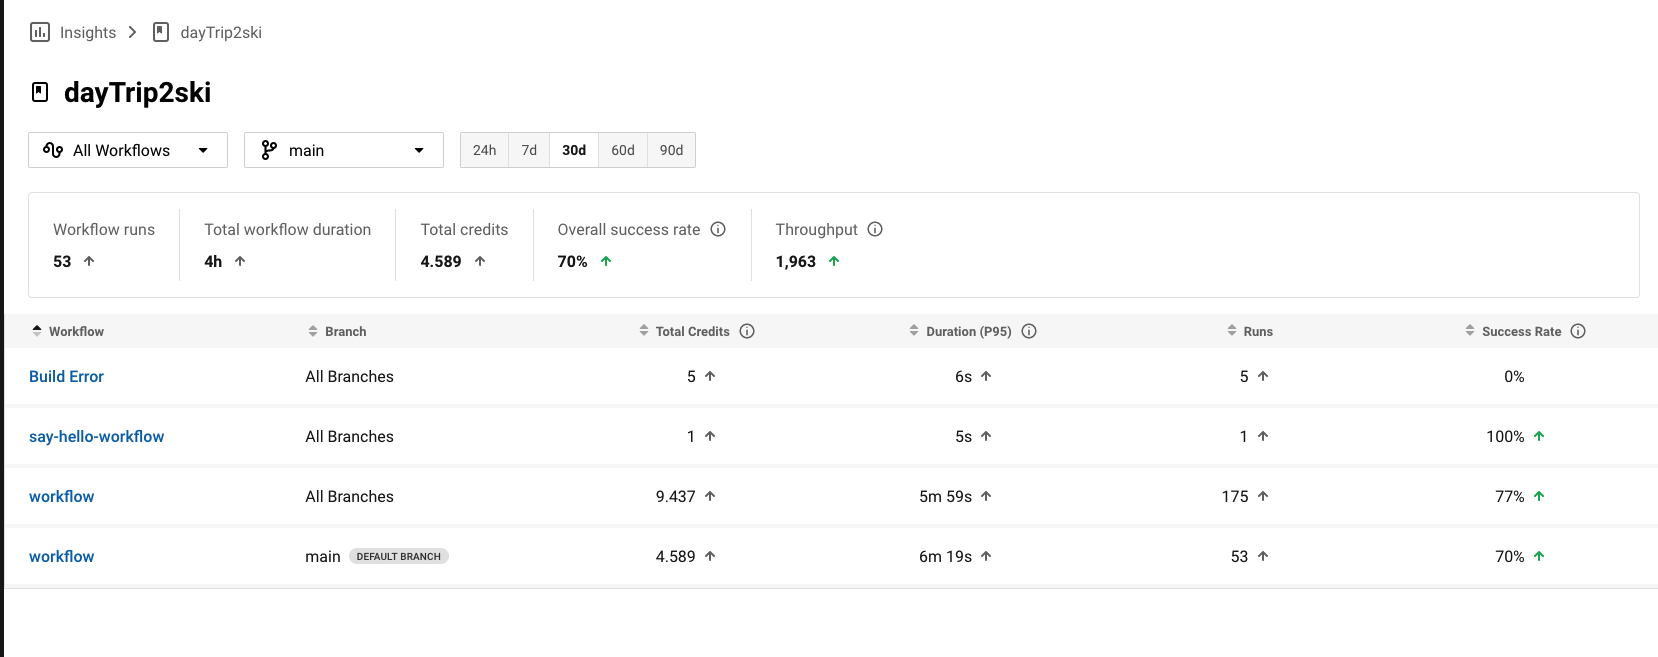 Insights > dayTrip2ski
dayTrip2ski
All Workflows main 24h 7d 30d 60d 90d
Workflow runs Total workflow duration Total credits Overall success rate Throughput
53 4h 4.589 70% 1,963
Workflow Branch Total Credits Duration (P95) Runs Success Rate
Build Error All Branches 5 6s 5 0%
say-hello-workflow All Branches 1 5s 1 100%
workflow All Branches 9.437 5m 59s 175 77%
workflow main DEFAULT BRANCH 4.589 6m 19s 53 70%